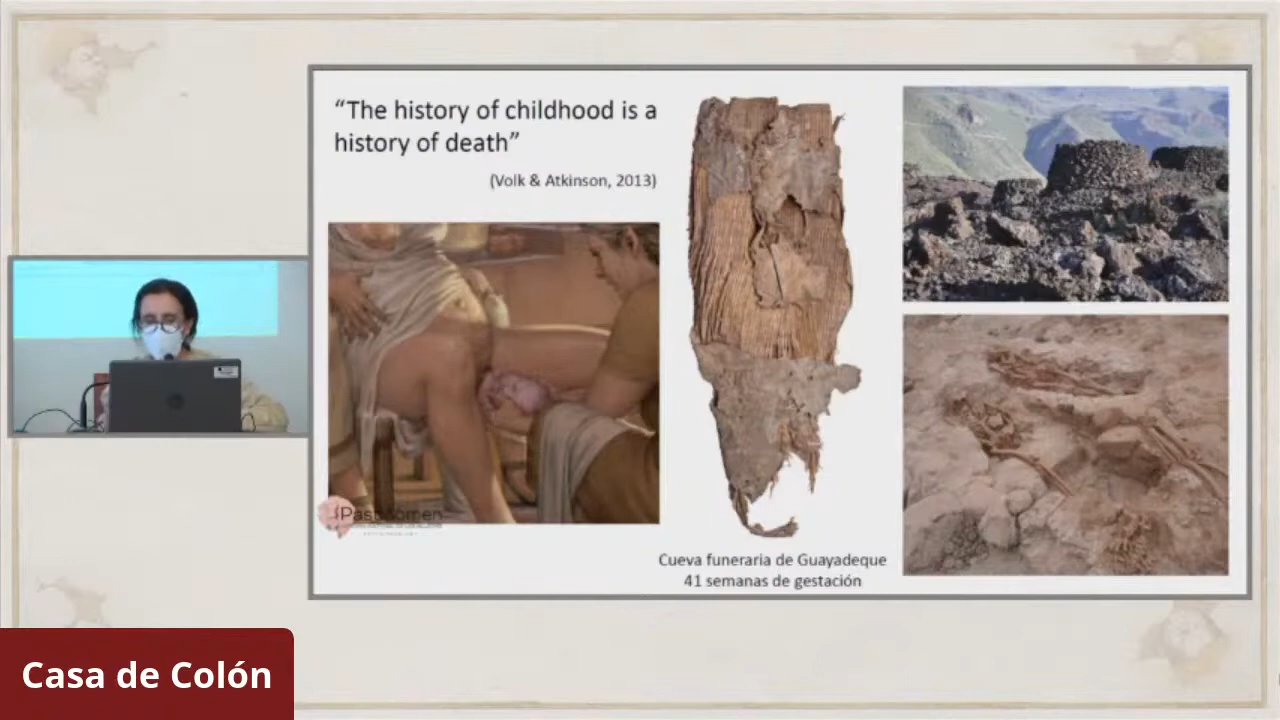 “The history of childhood is a
history of death”
(Volk & Atkinson, 2013)
Cueva funeraria de Guayadeque
41 semanas de gestación
Casa de Colón